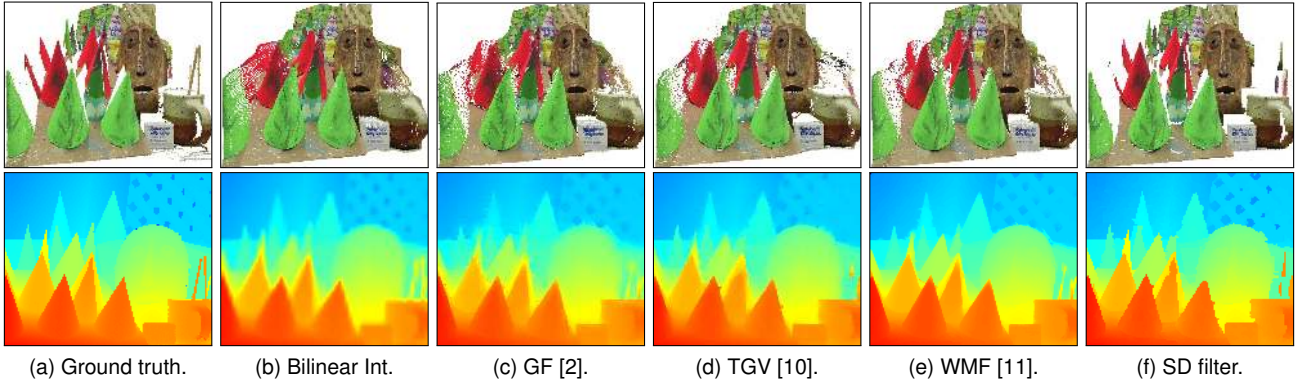 (a) Ground truth.
(b) Bilinear Int.
(c) GF [2].
(d) TGV [10].
(e) WMF [11].
(f) SD filter.